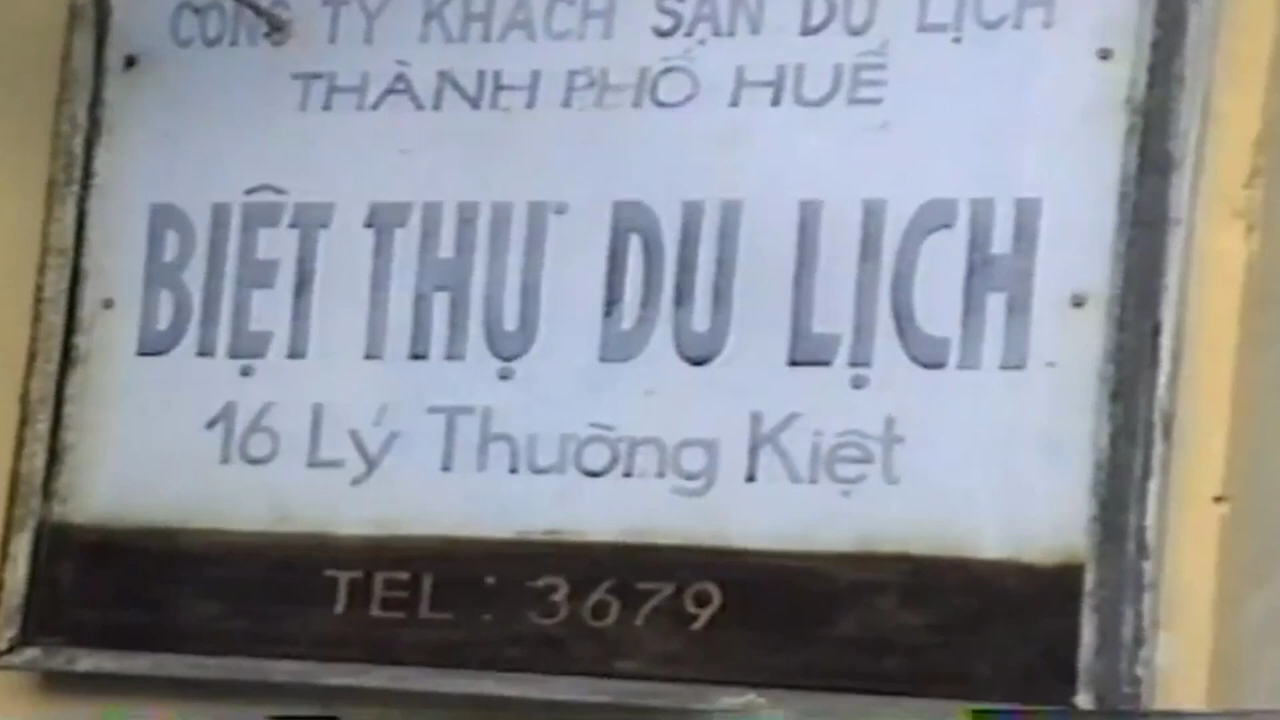 CÔNG TY KHÁCH SẠN DU LỊCH
THÀNH PHỐ HUẾ
BIỆT THỰ DU LỊCH
16 Lý Thường Kiệt
TEL : 3679